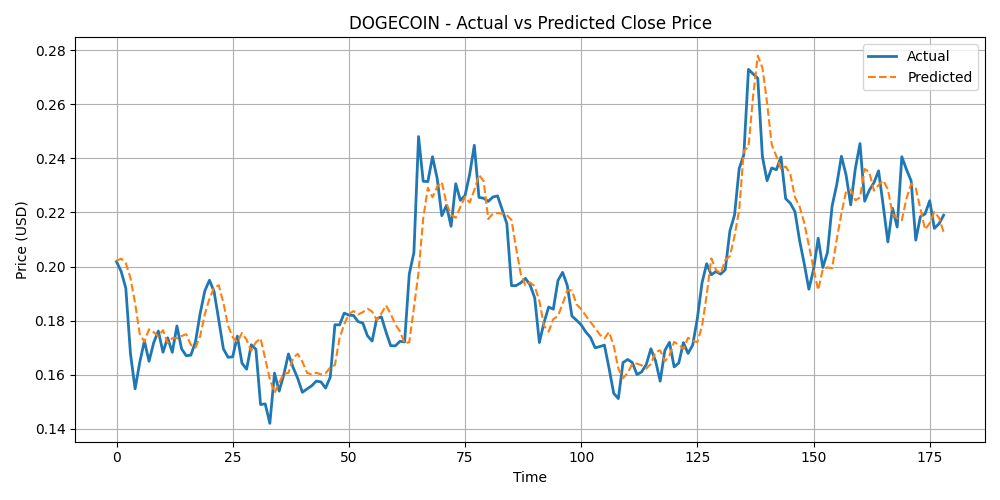 DOGECOIN - Actual vs Predicted Close Price
Actual
Predicted
Price (USD)
0.28
0.26
0.24
0.22
0.20
0.18
0.16
0.14
0 25 50 75 100 125 150 175
Time